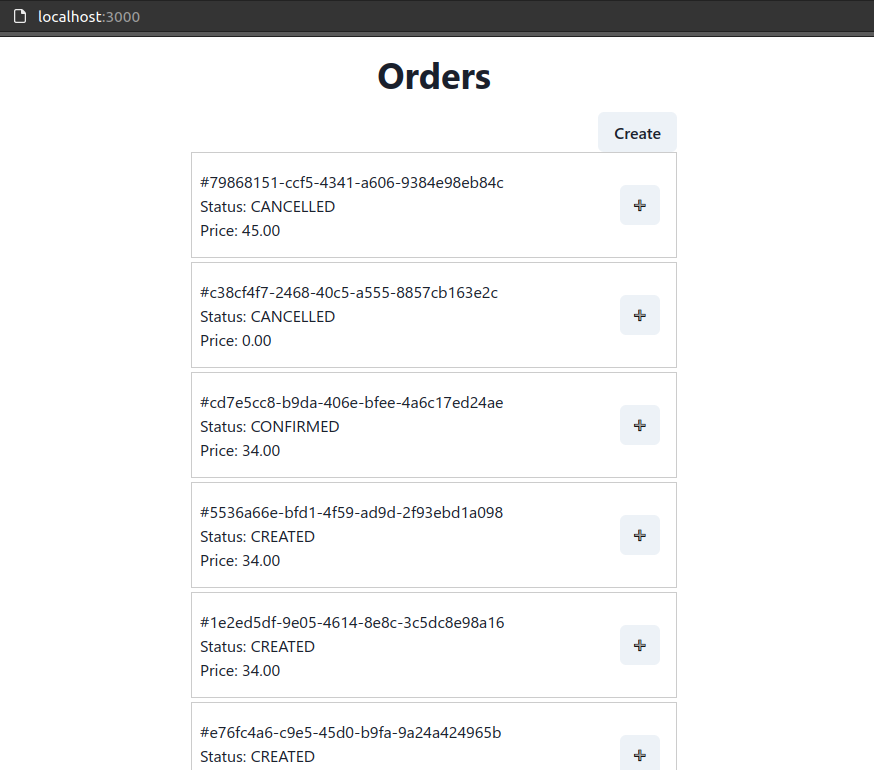 localhost:3000
Orders
Create
#79868151-ccf5-4341-a606-9384e98eb84c
Status: CANCELLED
Price: 45.00
#c38cf4f7-2468-40c5-a555-8857cb163e2c
Status: CANCELLED
Price: 0.00
#cd7e5cc8-b9da-406e-bfee-4a6c17ed24ae
Status: CONFIRMED
Price: 34.00
#5536a66e-bfd1-4f59-ad9d-2f93ebd1a098
Status: CREATED
Price: 34.00
#1e2ed5df-9e05-4614-8e8c-3c5dc8e98a16
Status: CREATED
Price: 34.00
#e76fc4a6-c9e5-45d0-b9fa-9a24a424965b
Status: CREATED